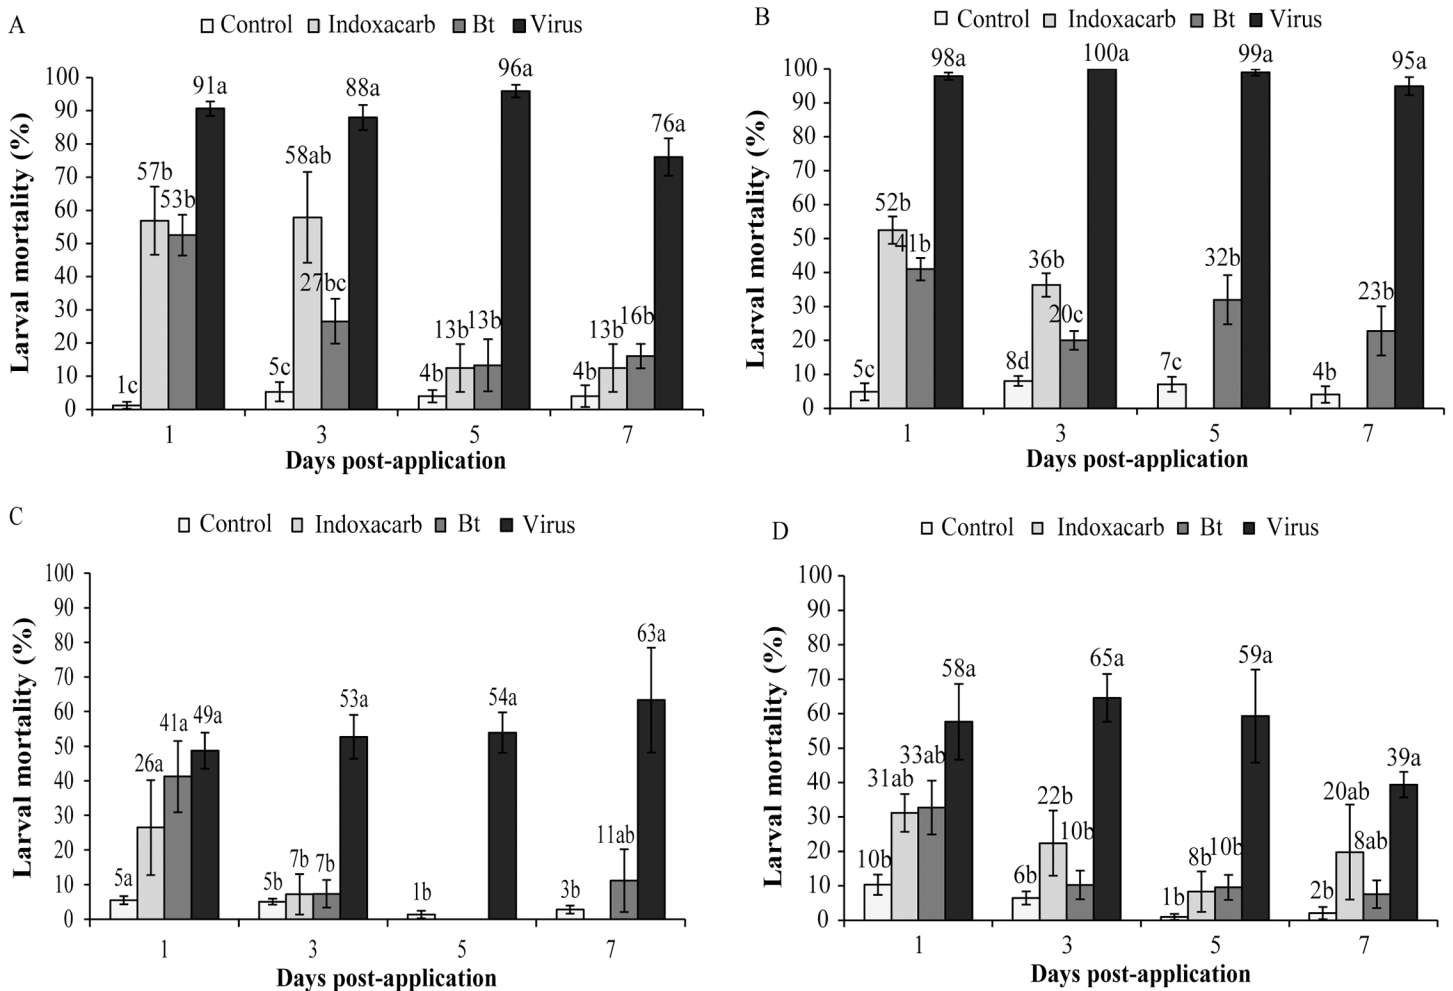 A
Control Indoxacarb Bt Virus
Larval mortality (%)
100
90
80
70
60
50
40
30
20
10
0
1c 57b 53b 91a
5c 58ab 27bc 88a
4b 13b 13b 96a
4b 13b 16b 76a
1 3 5 7
Days post-application
B
Control Indoxacarb Bt Virus
Larval mortality (%)
100
90
80
70
60
50
40
30
20
10
0
5c 52b 41b 98a
8d 36b 20c 100a
7c 32b 99a
4b 23b 95a
1 3 5 7
Days post-application
C
Control Indoxacarb Bt Virus
Larval mortality (%)
100
90
80
70
60
50
40
30
20
10
0
5a 26a 41a 49a
5b 7b 7b 53a
1b 54a
3b 11ab 63a
1 3 5 7
Days post-application
D
Control Indoxacarb Bt Virus
Larval mortality (%)
100
90
80
70
60
50
40
30
20
10
0
10b 31ab 33ab 58a
6b 22b 10b 65a
1b 8b 10b 59a
2b 20ab 8ab 39a
1 3 5 7
Days post-application